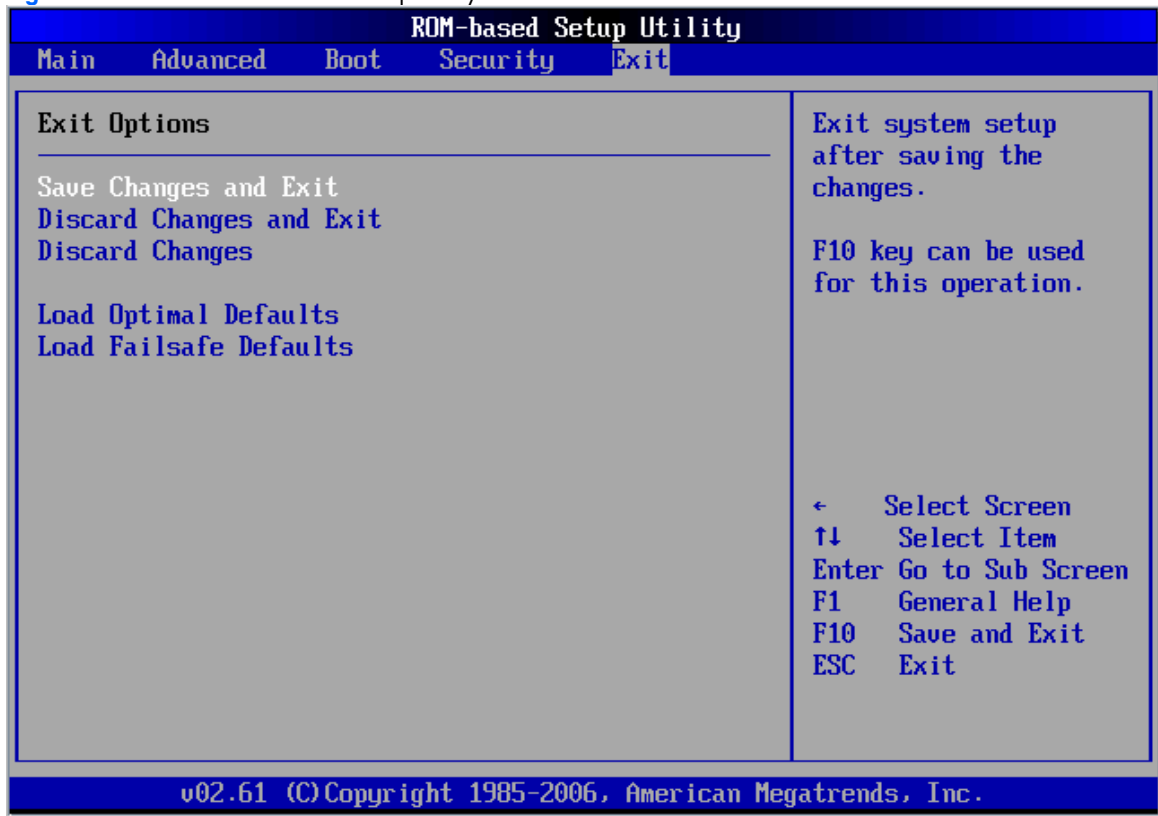 ROM-based Setup Utility
Main Advanced Boot Security Exit
Exit Options
Save Changes and Exit
Discard Changes and Exit
Discard Changes
Load Optimal Defaults
Load Failsafe Defaults
Exit system setup
after saving the
changes.
F10 key can be used
for this operation.
← Select Screen
↑↓ Select Item
Enter Go to Sub Screen
F1 General Help
F10 Save and Exit
ESC Exit
v02.61 (C)Copyright 1985-2006, American Megatrends, Inc.